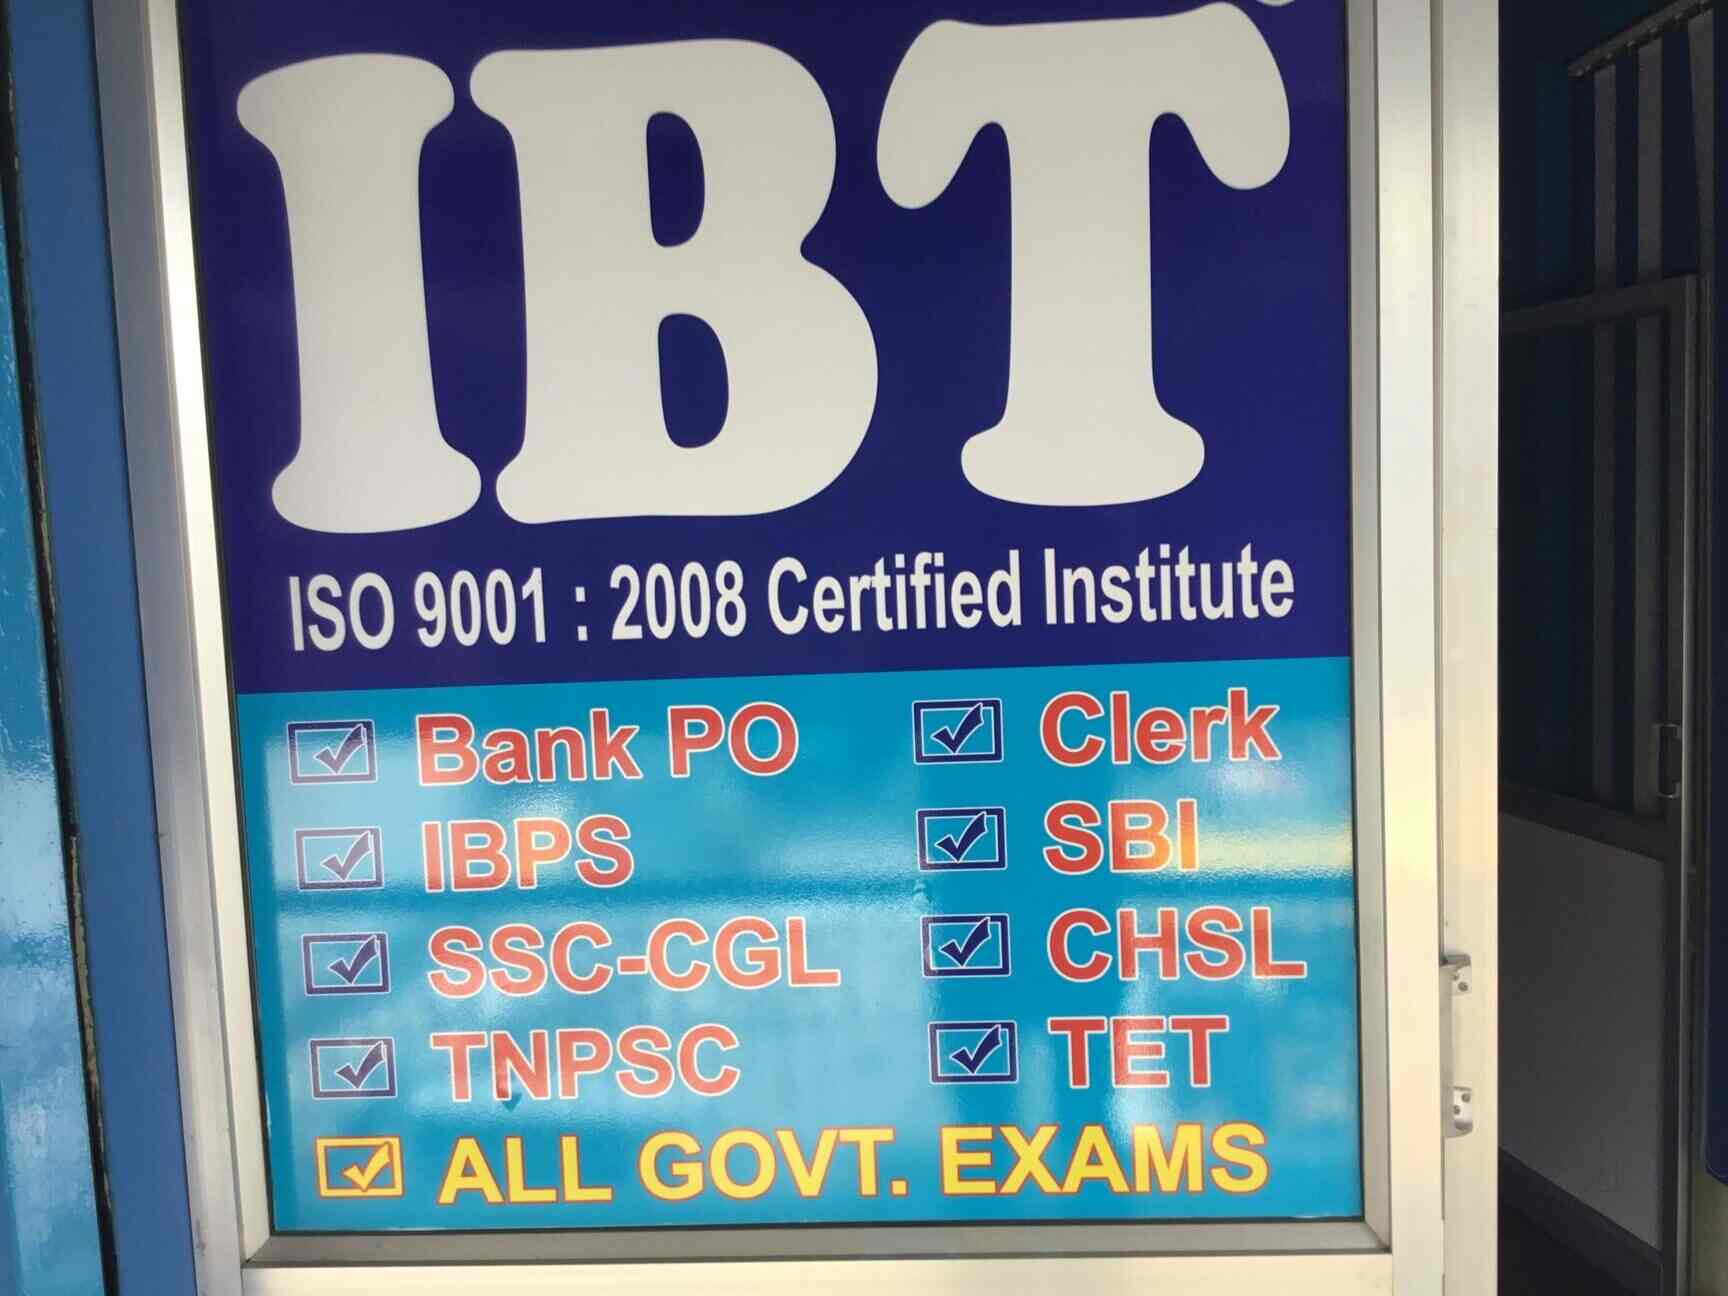 IBT
ISO 9001 : 2008 Certified Institute
Bank PO Clerk
IBPS SBI
SSC-CGL CHSL
TNPSC TET
ALL GOVT. EXAMS